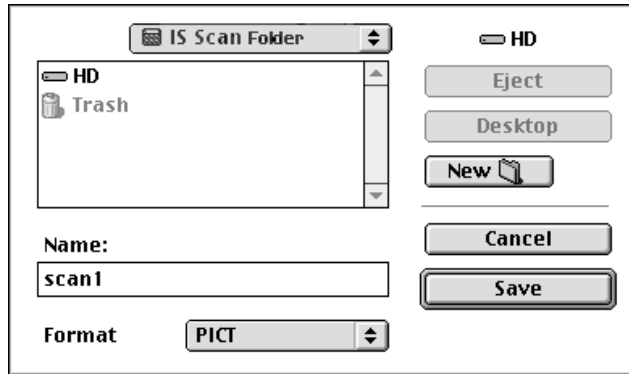 IS Scan Folder
HD
HD
Trash
Eject
Desktop
New
Name:
scan1
Cancel
Save
Format
PICT